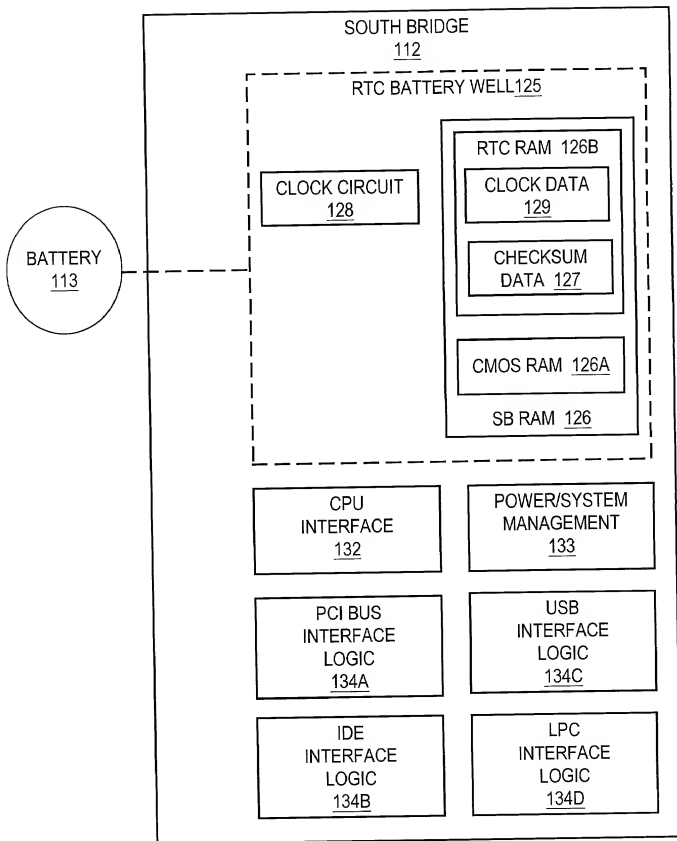 SOUTH BRIDGE
112
RTC BATTERY WELL125
RTC RAM 126B
CLOCK CIRCUIT
128
CLOCK DATA
129
BATTERY
113
CHECKSUM
DATA 127
CMOS RAM 126A
SB RAM 126
CPU
INTERFACE
132
POWER/SYSTEM
MANAGEMENT
133
PCI BUS
INTERFACE
LOGIC
134A
USB
INTERFACE
LOGIC
134C
IDE
INTERFACE
LOGIC
134B
LPC
INTERFACE
LOGIC
134D